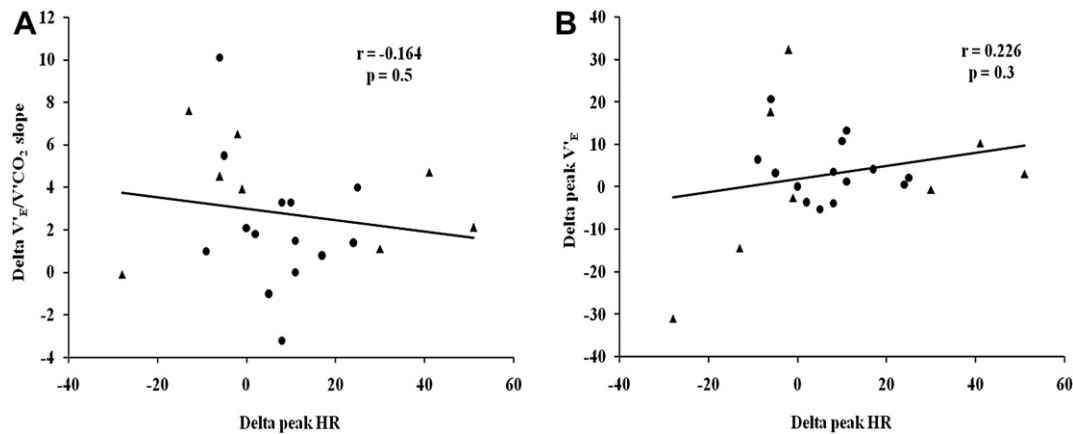 A
r = -0.164
p = 0.5
Delta V'E/V'CO2 slope
12
10
8
6
4
2
0
-2
-4
-40 -20 0 20 40 60
Delta peak HR
B
r = 0.226
p = 0.3
Delta peak V'E
40
30
20
10
0
-10
-20
-30
-40
-40 -20 0 20 40 60
Delta peak HR